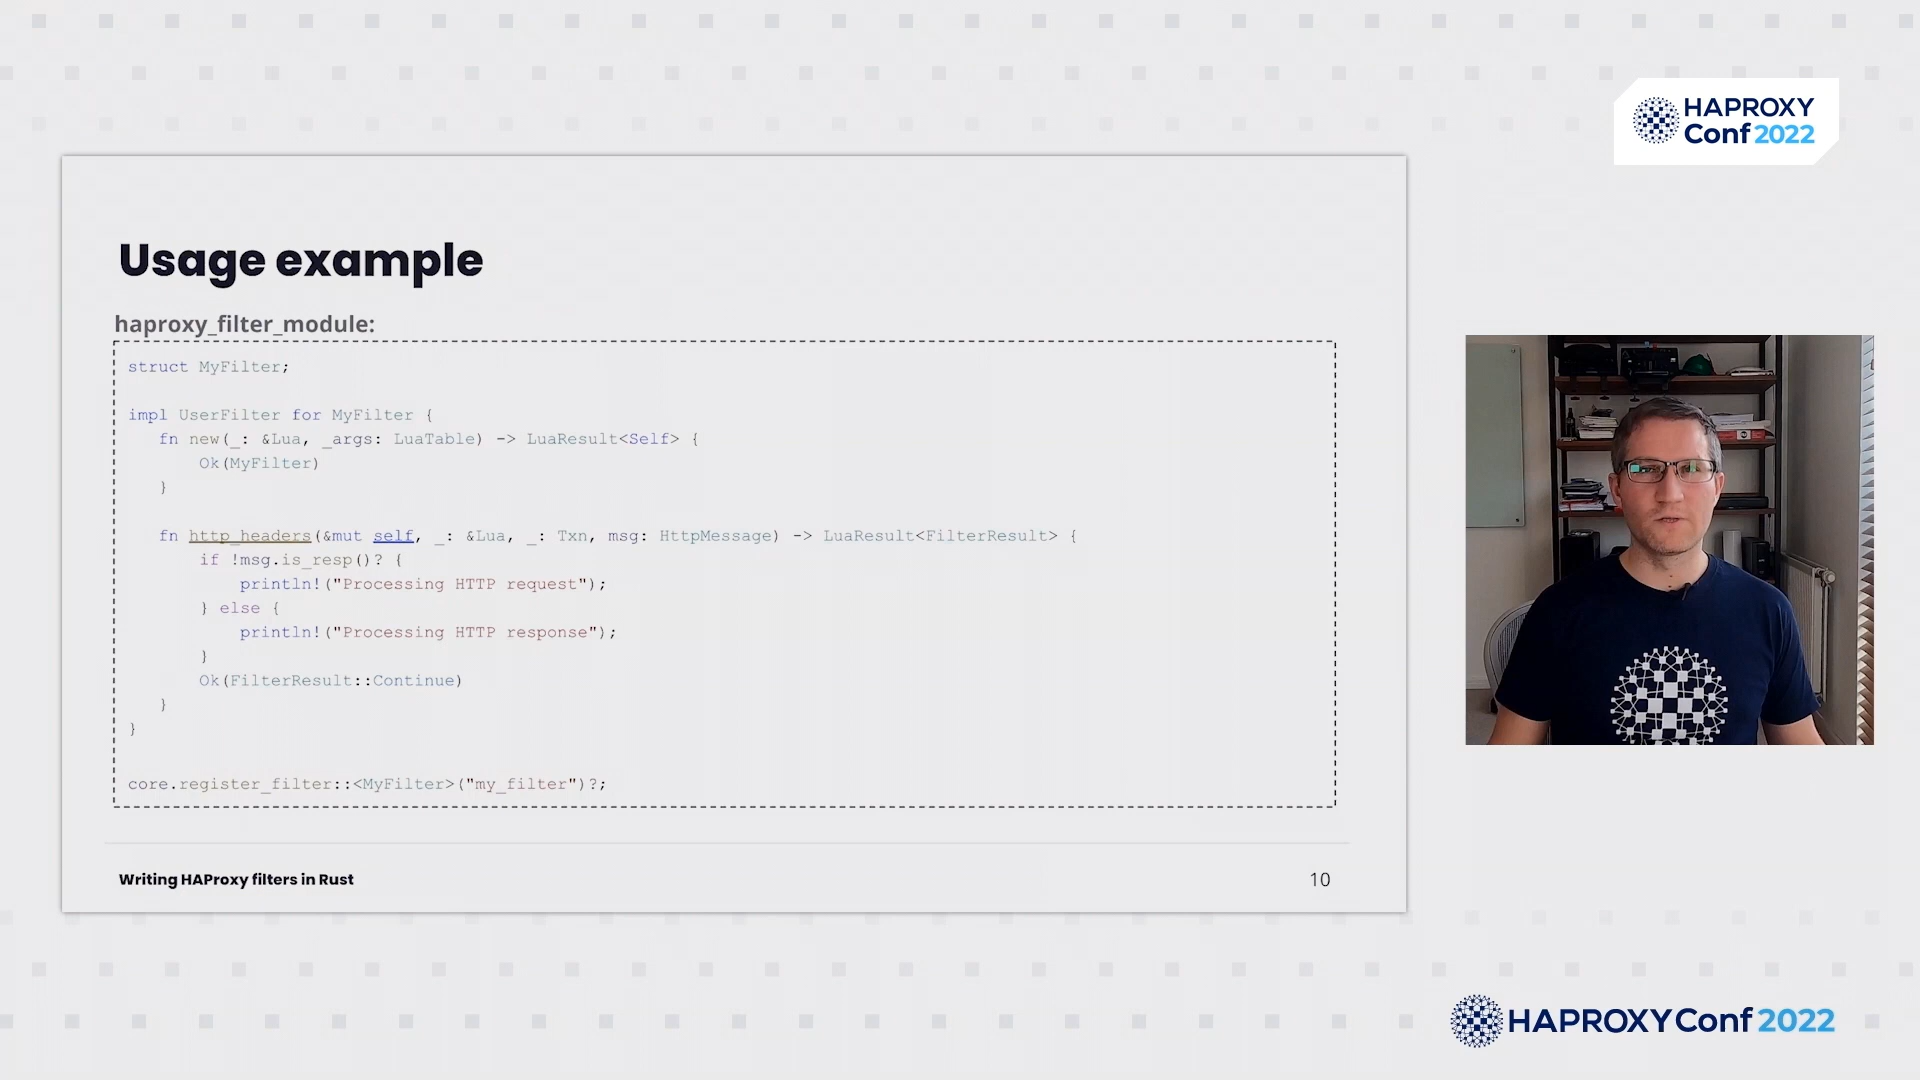 HAPROXY
Conf 2022
Usage example
haproxy_filter_module:
struct MyFilter;
impl UserFilter for MyFilter {
fn new(_: &Lua, _args: LuaTable) -> LuaResult<Self> {
Ok(MyFilter)
}
fn http_headers(&mut self, _: &Lua, _: Txn, msg: HttpMessage) -> LuaResult<FilterResult> {
if !msg.is_resp()? {
println!("Processing HTTP request");
} else {
println!("Processing HTTP response");
}
Ok(FilterResult::Continue)
}
}
core.register_filter::<MyFilter>("my_filter")?;
Writing HAProxy filters in Rust
10
HAPROXYConf 2022